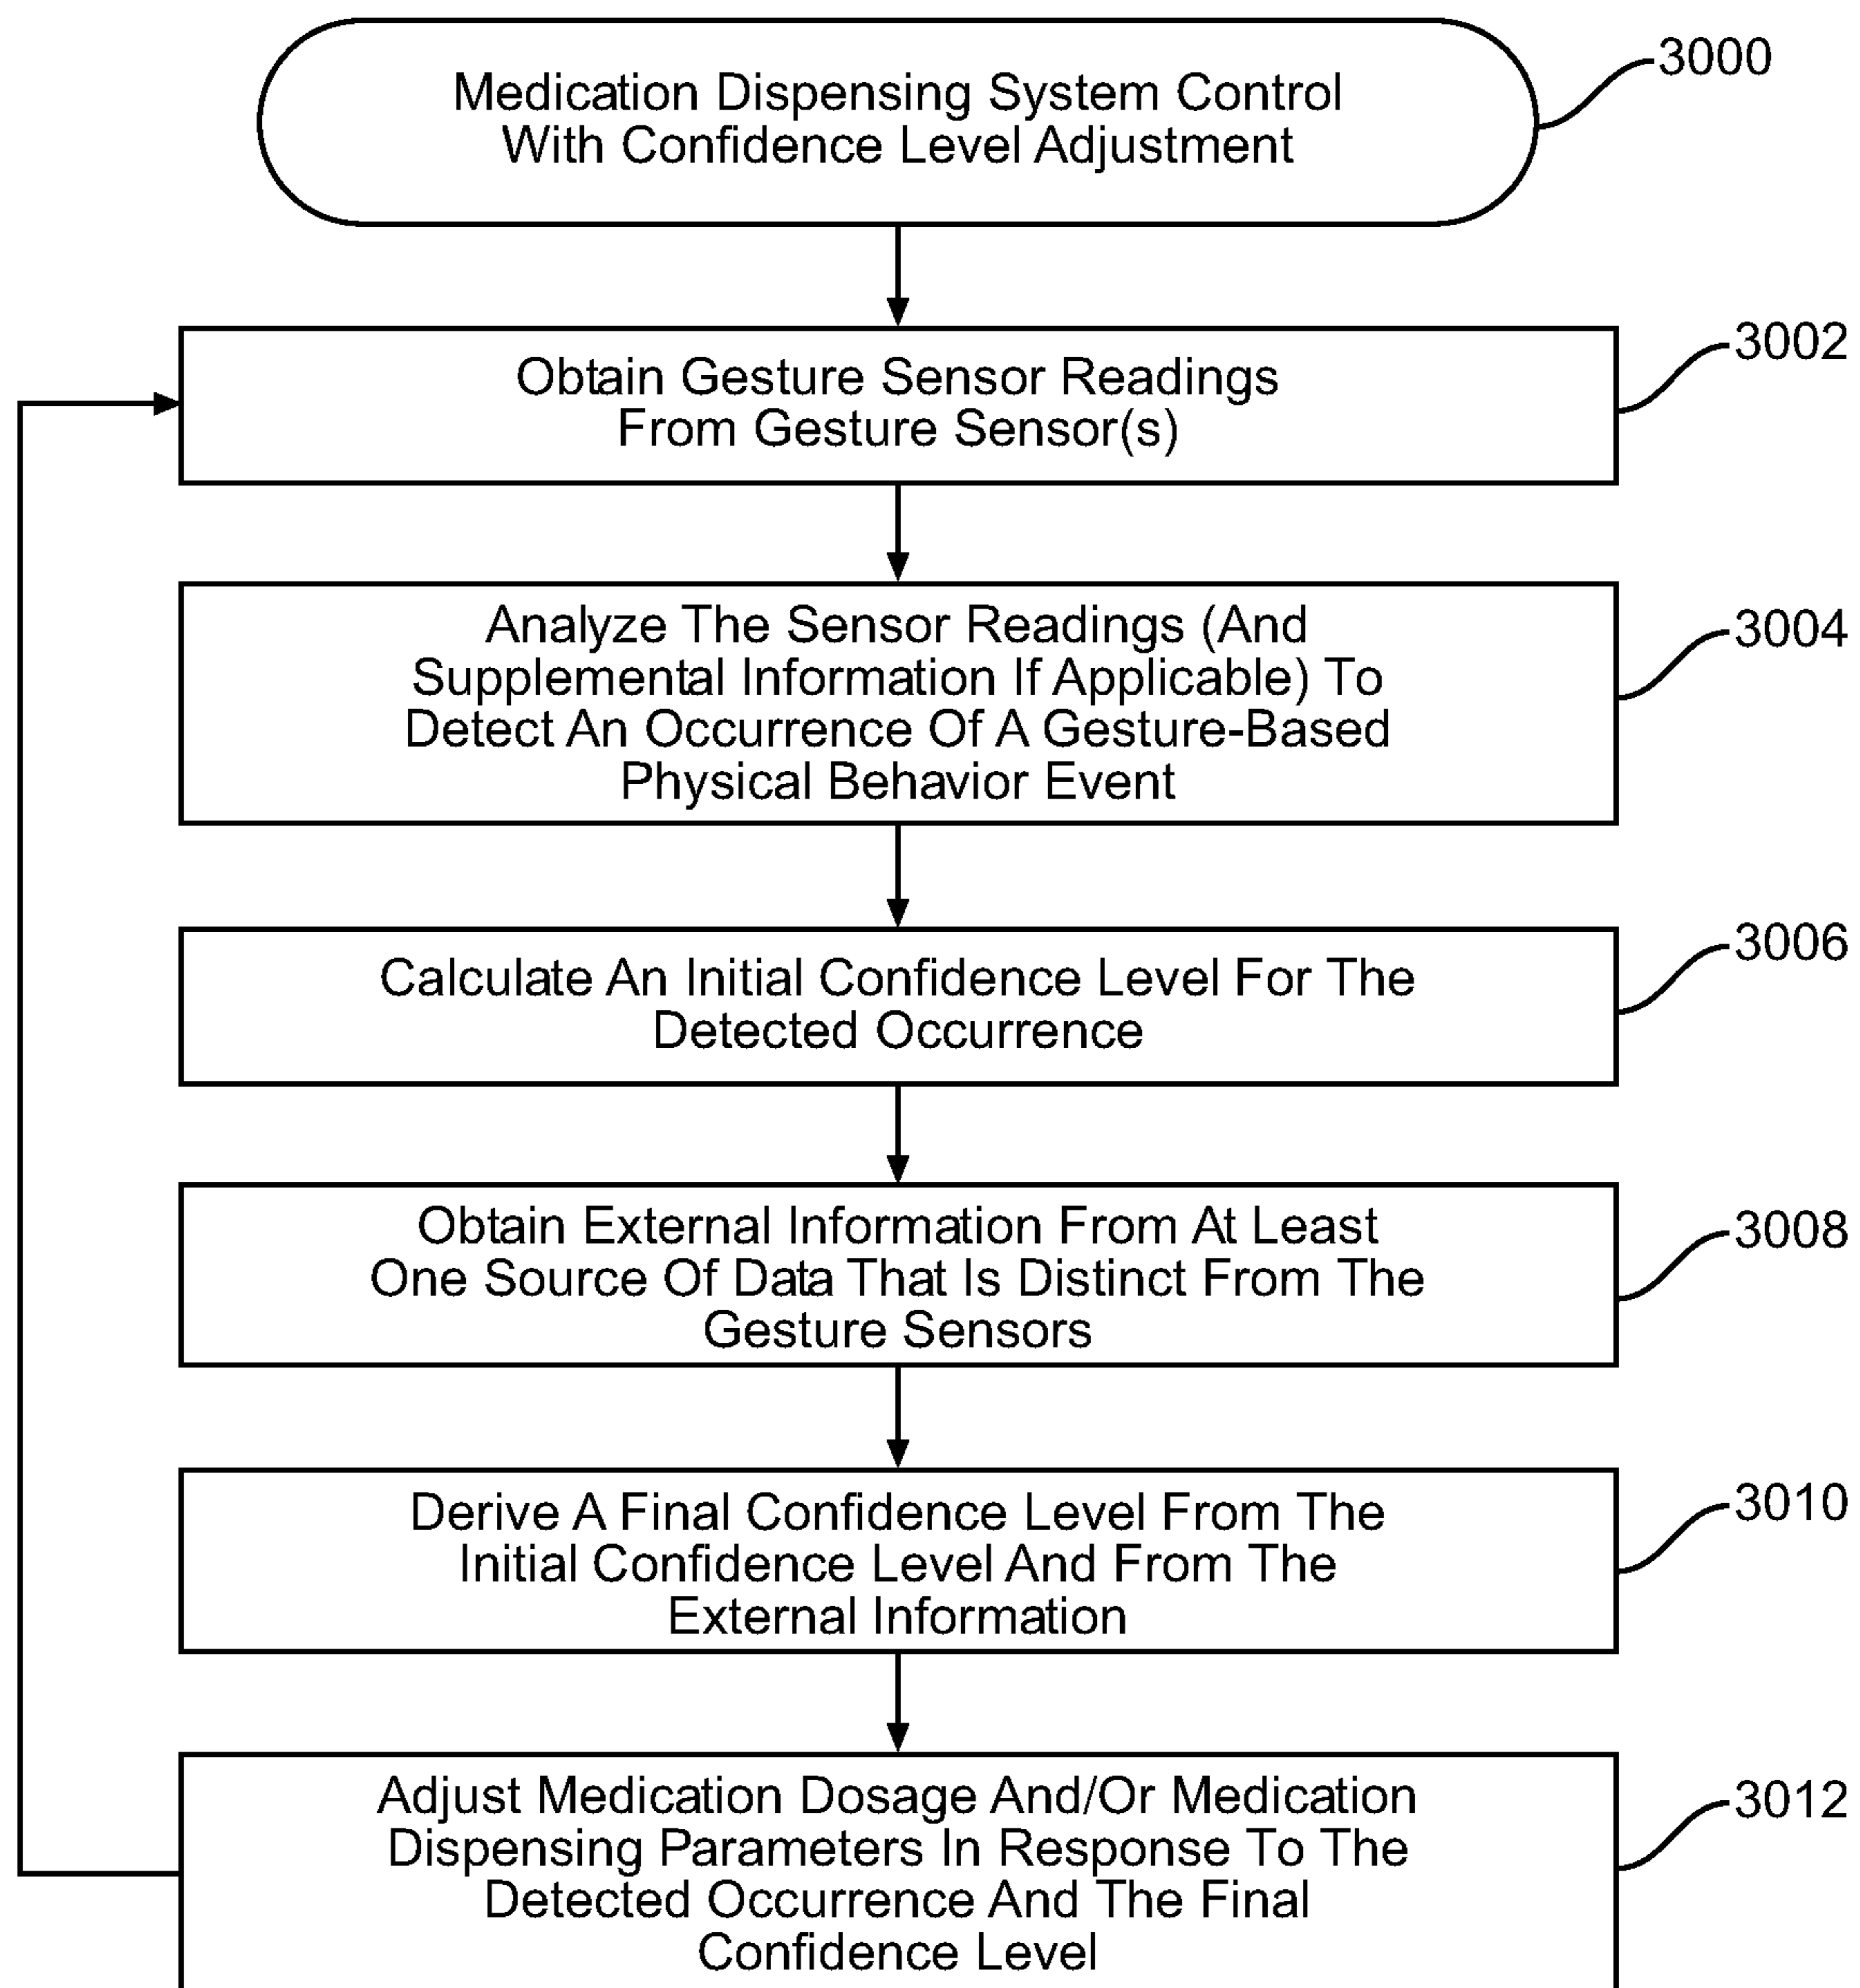 Medication Dispensing System Control
With Confidence Level Adjustment
3000
Obtain Gesture Sensor Readings
From Gesture Sensor(s)
3002
Analyze The Sensor Readings (And
Supplemental Information If Applicable) To
Detect An Occurrence Of A Gesture-Based
Physical Behavior Event
3004
Calculate An Initial Confidence Level For The
Detected Occurrence
3006
Obtain External Information From At Least
One Source Of Data That Is Distinct From The
Gesture Sensors
3008
Derive A Final Confidence Level From The
Initial Confidence Level And From The
External Information
3010
Adjust Medication Dosage And/Or Medication
Dispensing Parameters In Response To The
Detected Occurrence And The Final
Confidence Level
3012